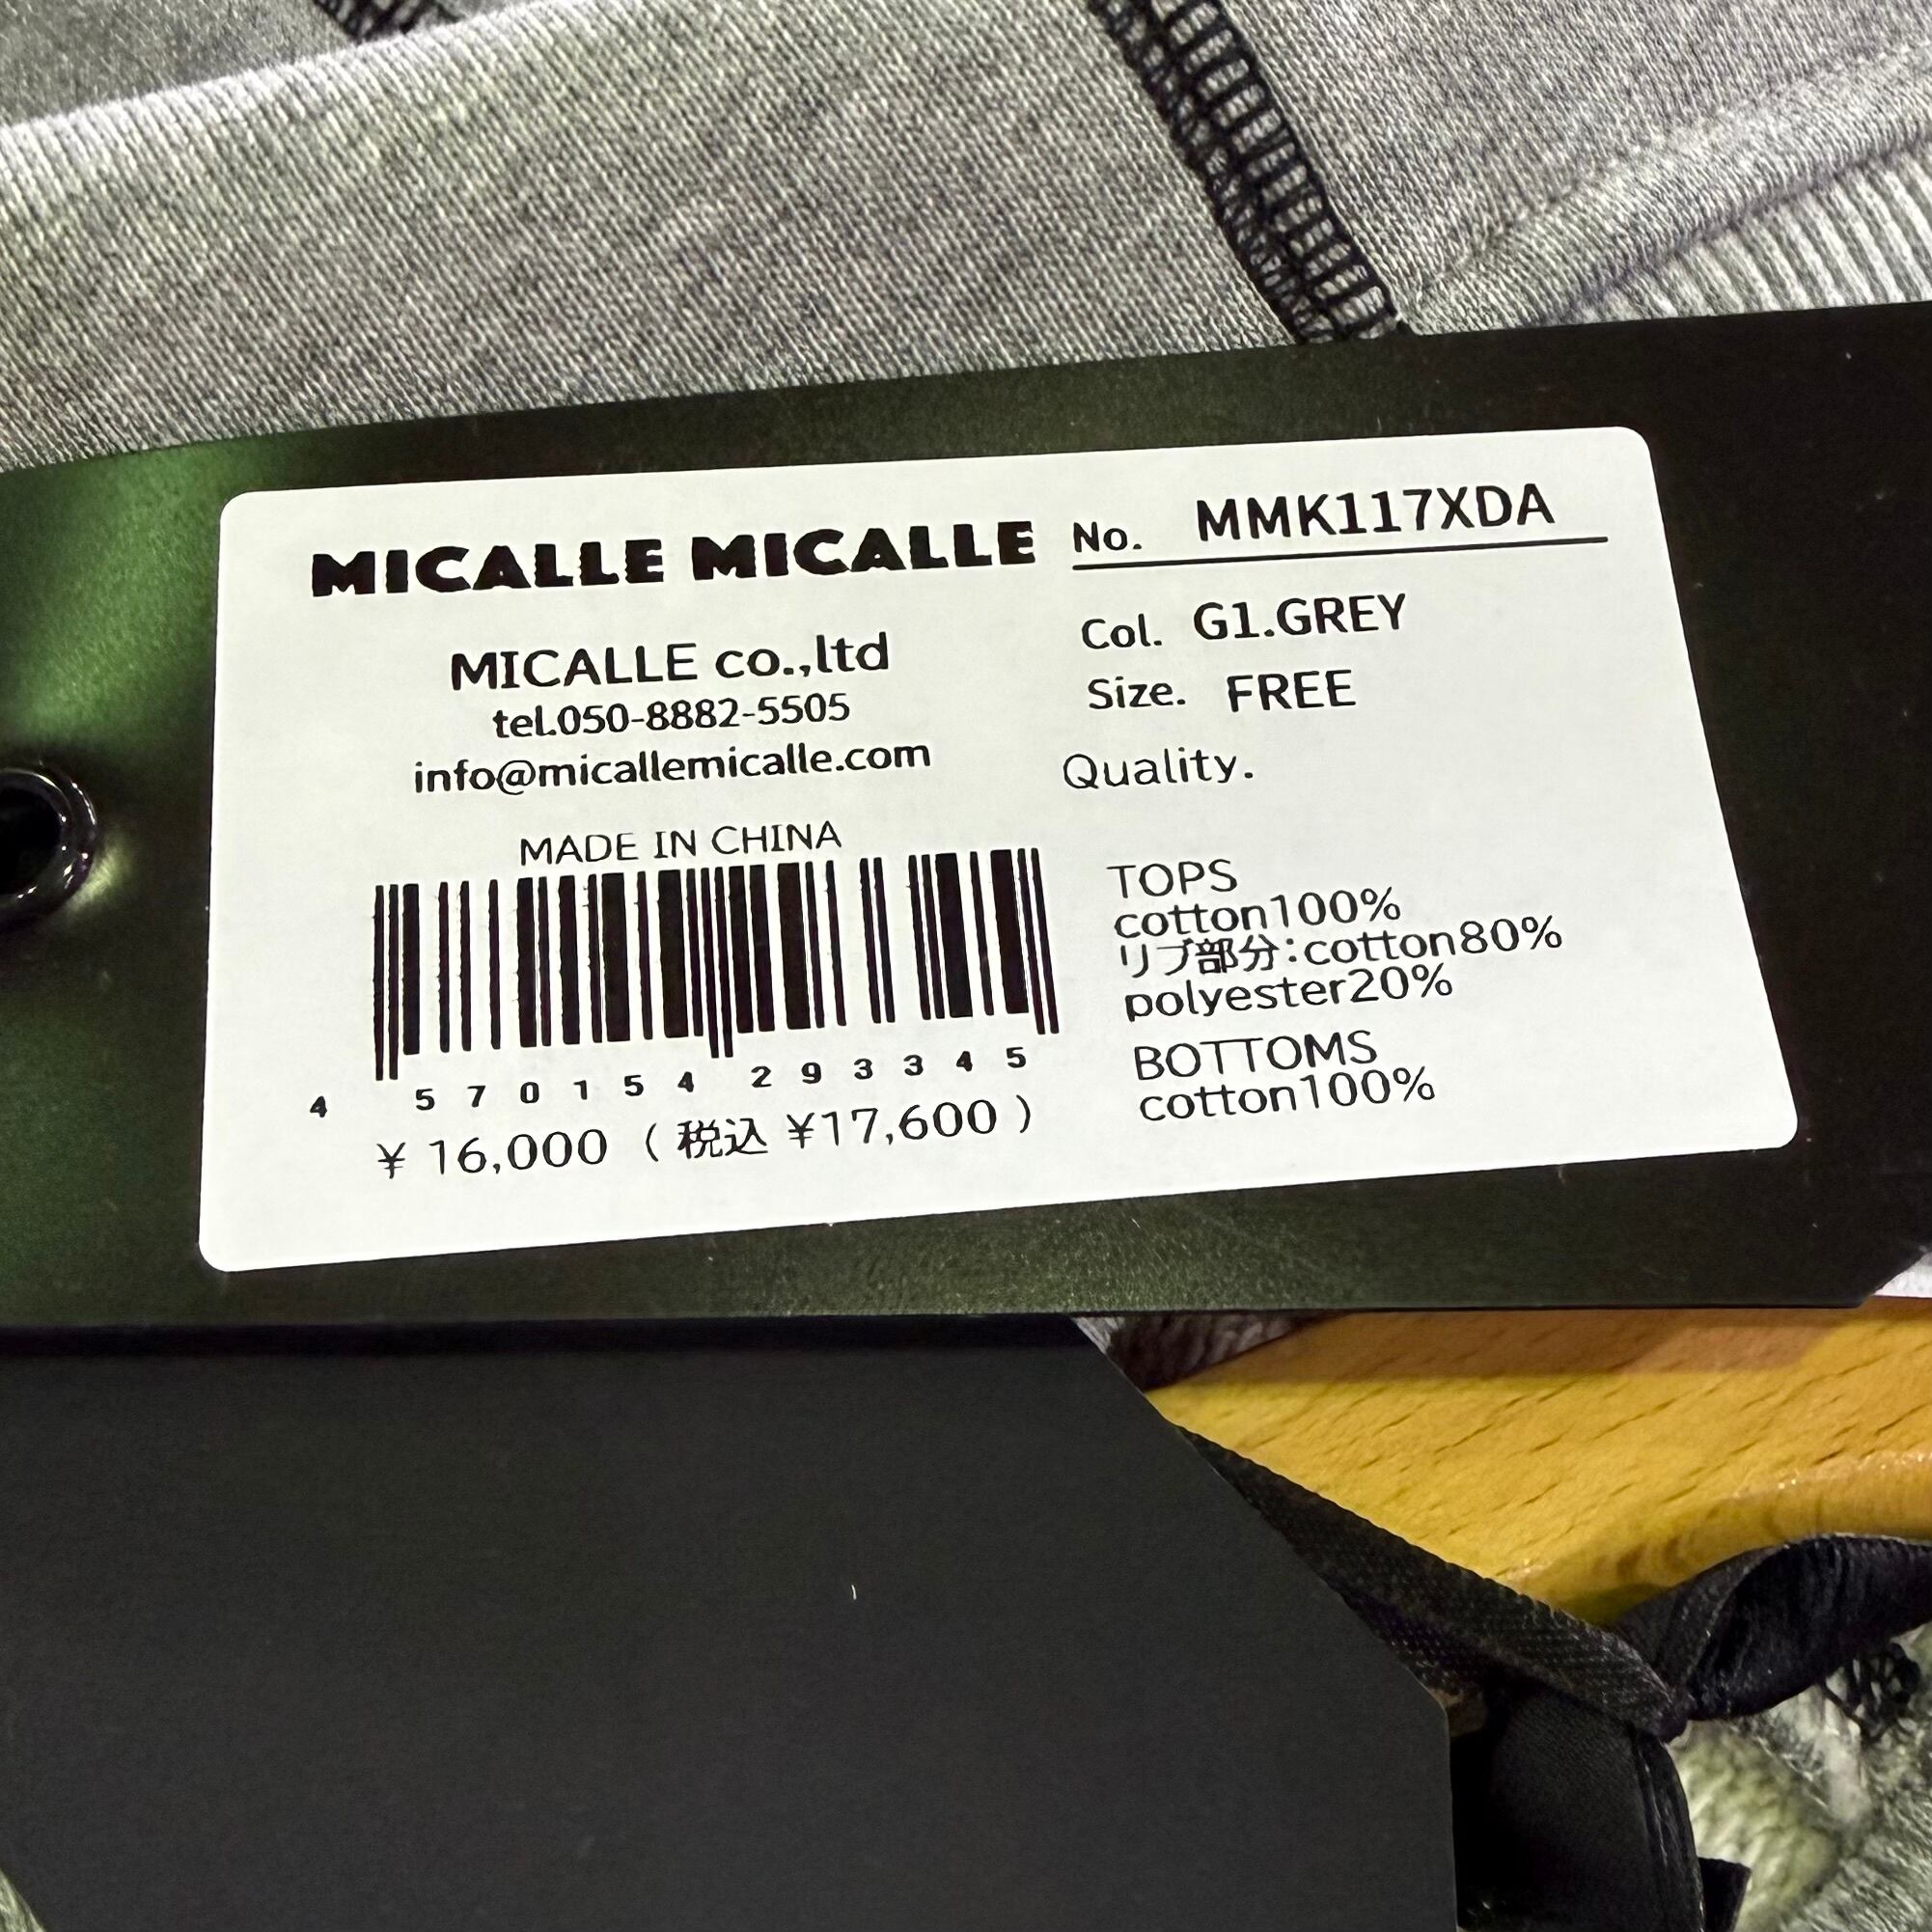 MICALLE MICALLE
MICALLE co.,ltd
tel.050-8882-5505
info@micallemicalle.com
MADE IN CHINA
4 570154 293345
¥ 16,000 ( 税込 ¥17,600 )
No. MMK117XDA
Col. G1.GREY
Size. FREE
Quality.
TOPS
cotton100%
リブ部分:cotton80%
polyester20%
BOTTOMS
cotton100%